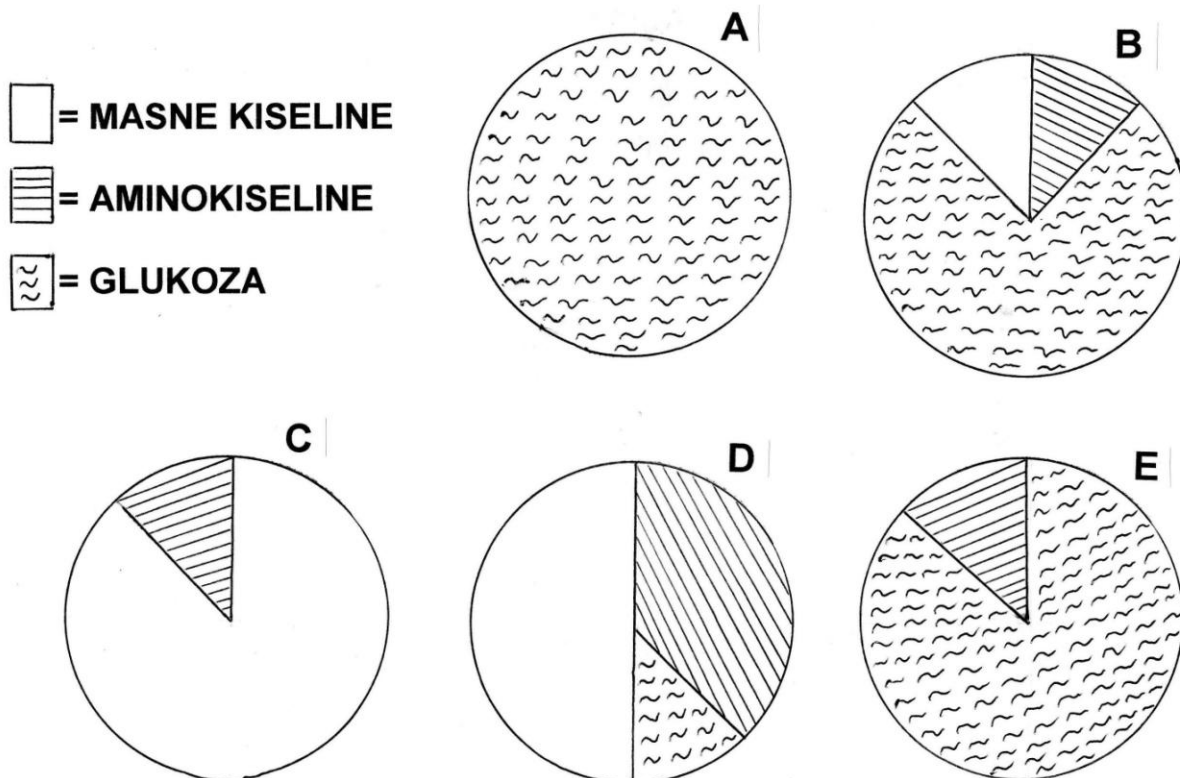 A
B
= MASNE KISELINE
= AMINOKISELINE
= GLUKOZA
C
D
E